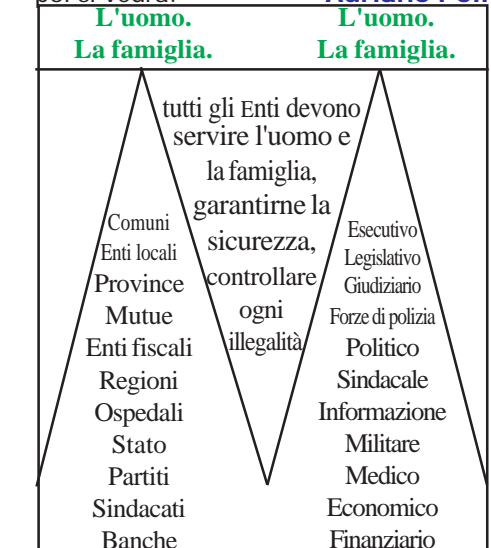 L'uomo.
La famiglia.
L'uomo.
La famiglia.
tutti gli Enti devono
servire l'uomo e
la famiglia,
garantirne la
sicurezza,
controllare
ogni
illegalità
Comuni
Enti locali
Province
Mutue
Enti fiscali
Regioni
Ospedali
Stato
Partiti
Sindacati
Banche
Esecutivo
Legislativo
Giudiziario
Forze di polizia
Politico
Sindacale
Informazione
Militare
Medico
Economico
Finanziario